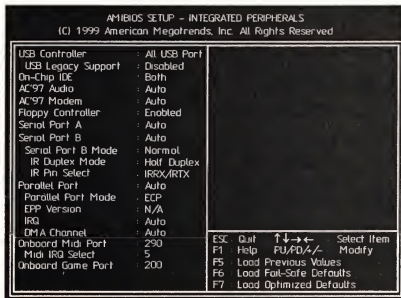 AMIBIOS SETUP - INTEGRATED PERIPHERALS
(C) 1999 American Megatrends, Inc. All Rights Reserved
USB Controller : All USB Port
USB Legacy Support : Disabled
On-Chip IDE : Both
AC'97 Audio : Auto
AC'97 Modem : Auto
Floppy Controller : Enabled
Serial Port A : Auto
Serial Port B : Auto
Serial Port B Mode : Normal
IR Duplex Mode : Half Duplex
IR Pin Select : IRRX/IRTX
Parallel Port : Auto
Parallel Port Mode : ECP
EPP Version : N/A
IRQ : Auto
DMA Channel : Auto
Onboard Midi Port : 290
Midi IRQ Select : 5
Onboard Game Port : 200
ESC : Quit ↑↓→← : Select Item
F1 : Help PU/PD/+/- : Modify
F5 : Load Previous Values
F6 : Load Fail-Safe Defaults
F7 : Load Optimized Defaults